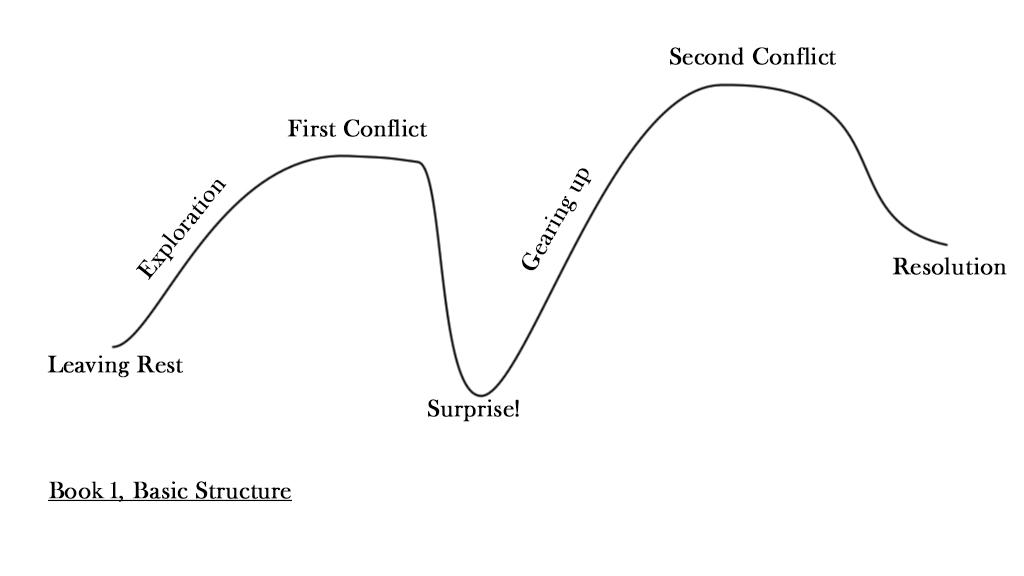 Second Conflict
First Conflict
Exploration
Gearing up
Resolution
Leaving Rest
Surprise!
Book 1, Basic Structure